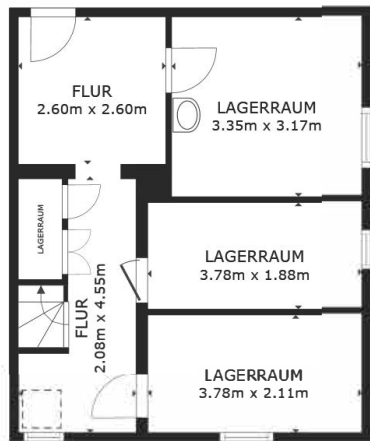 FLUR
2.60m x 2.60m
LAGERRAUM
3.35m x 3.17m
LAGERRAUM
LAGERRAUM
3.78m x 1.88m
FLUR
2.08m x 4.55m
LAGERRAUM
3.78m x 2.11m